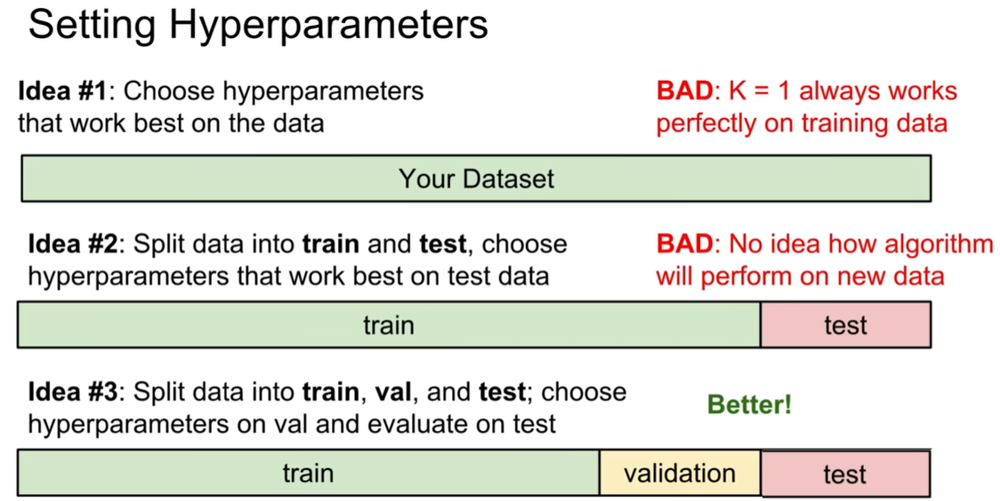 Setting Hyperparameters
Idea #1: Choose hyperparameters
that work best on the data
BAD: K = 1 always works
perfectly on training data
Your Dataset
Idea #2: Split data into train and test, choose
hyperparameters that work best on test data
BAD: No idea how algorithm
will perform on new data
train
test
Idea #3: Split data into train, val, and test; choose
hyperparameters on val and evaluate on test
Better!
train
validation
test